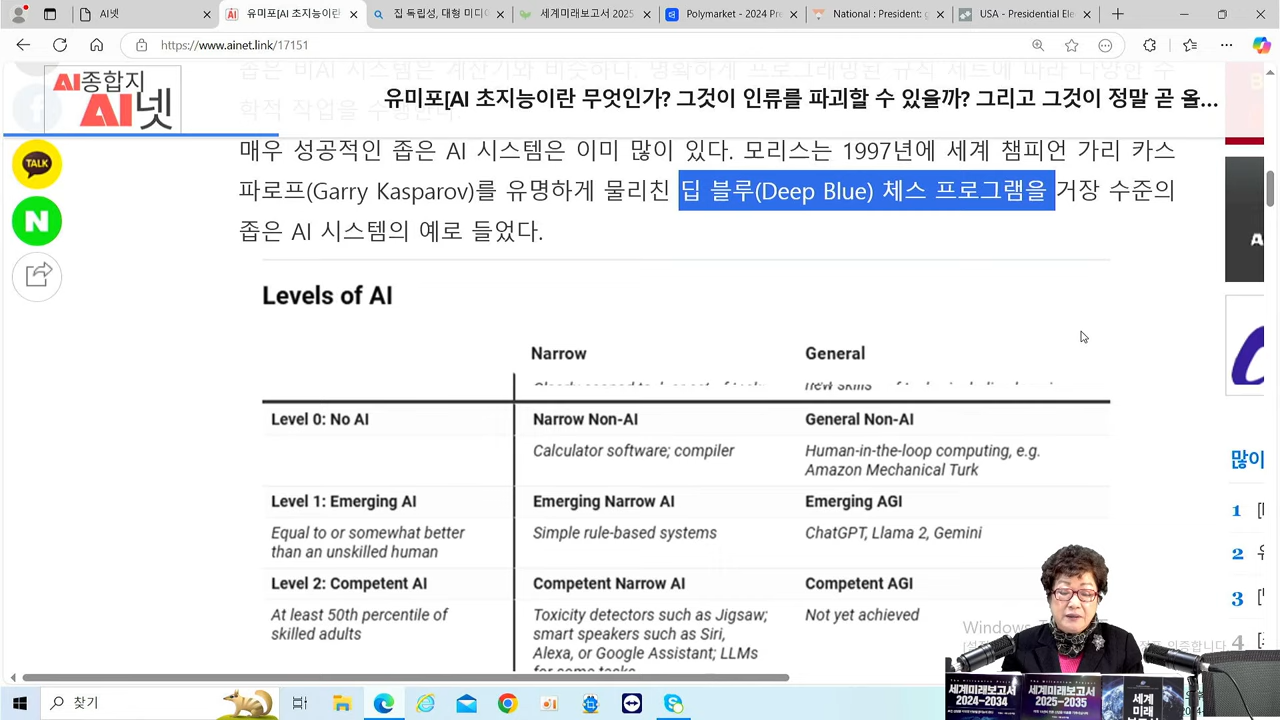 AI넷
유미포[AI 초지능이란
집 독립성, 대통 미디어
세계미래보고서 2025
Polymarket - 2024 Pre
National : President: g
USA - Presidential Ele
https://www.ainet.link/17151
AI종합지
AI넷
유미포[AI 초지능이란 무엇인가? 그것이 인류를 파괴할 수 있을까? 그리고 그것이 정말 곧 올...
TALK
N
매우 성공적인 좁은 AI 시스템은 이미 많이 있다. 모리스는 1997년에 세계 챔피언 가리 카스
파로프(Garry Kasparov)를 유명하게 물리친 딥 블루(Deep Blue) 체스 프로그램을 거장 수준의
좁은 AI 시스템의 예로 들었다.
Levels of AI
Narrow General
Level 0: No AI Narrow Non-AI General Non-AI
Calculator software; compiler Human-in-the-loop computing, e.g.
Amazon Mechanical Turk
Level 1: Emerging AI Emerging Narrow AI Emerging AGI
Equal to or somewhat better Simple rule-based systems ChatGPT, Llama 2, Gemini
than an unskilled human
Level 2: Competent AI Competent Narrow AI Competent AGI
At least 50th percentile of Toxicity detectors such as Jigsaw; Not yet achieved
skilled adults smart speakers such as Siri,
Alexa, or Google Assistant; LLMs
많이
1
2
3
4
Windows
세계미래보고서
2024-2034
세계미래보고서
2025-2035
세계
미래
찾기